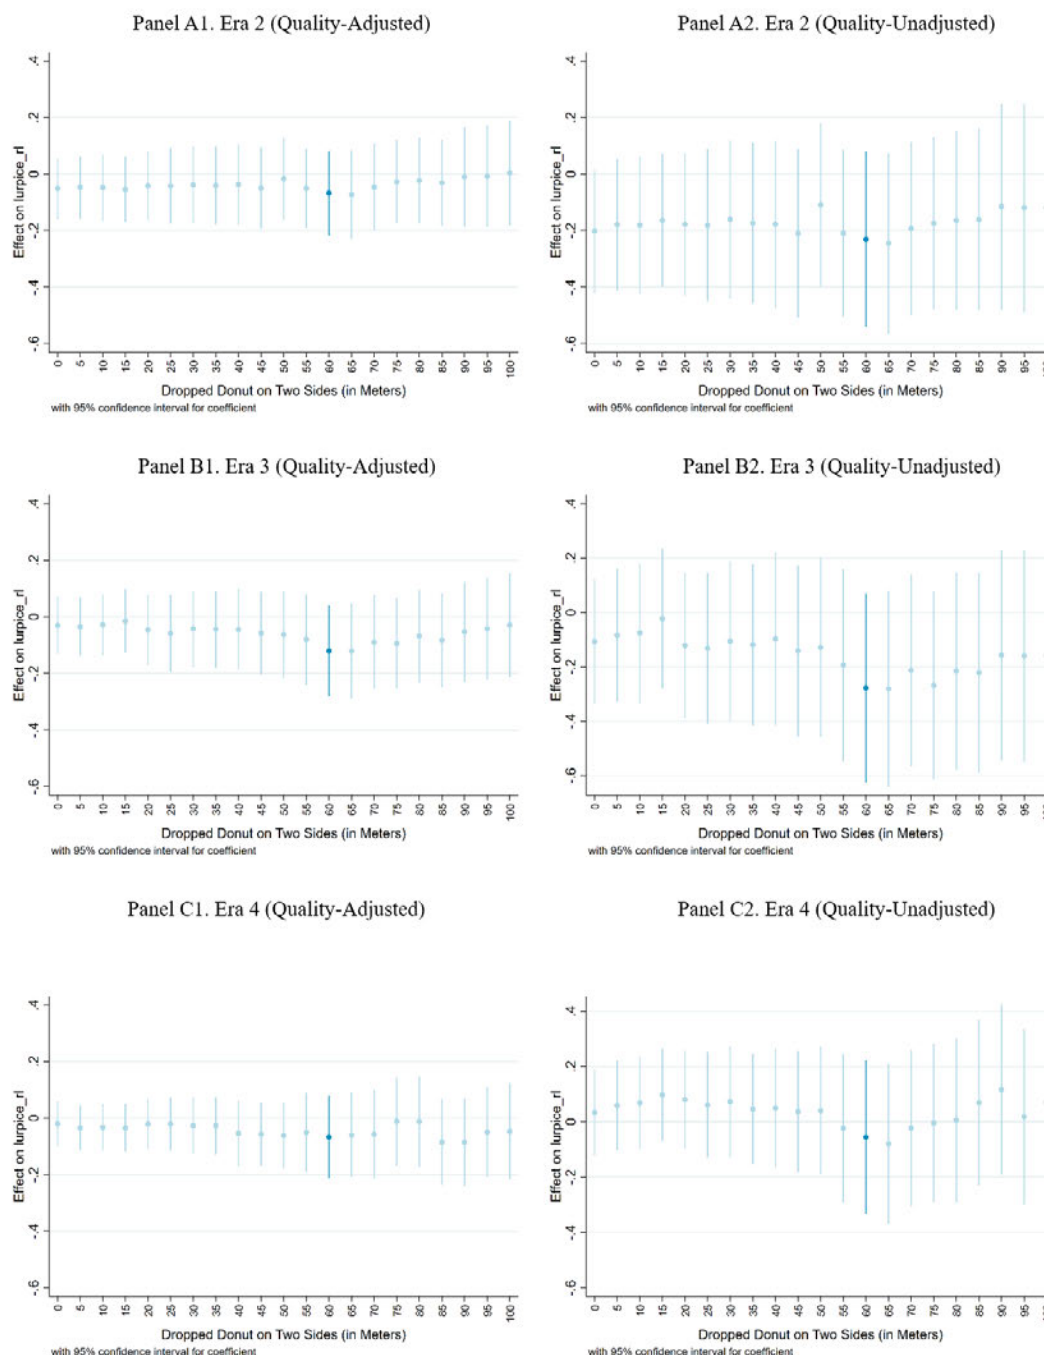 Panel A1. Era 2 (Quality-Adjusted)
Effect on lurpice_rl
.4
.2
0
-.2
-.4
-.6
0 5 10 15 20 25 30 35 40 45 50 55 60 65 70 75 80 85 90 95 100
Dropped Donut on Two Sides (in Meters)
with 95% confidence interval for coefficient
Panel A2. Era 2 (Quality-Unadjusted)
Effect on lurpice_rl
.4
.2
0
-.2
-.4
-.6
0 5 10 15 20 25 30 35 40 45 50 55 60 65 70 75 80 85 90 95
Dropped Donut on Two Sides (in Meters)
with 95% confidence interval for coefficient
Panel B1. Era 3 (Quality-Adjusted)
Effect on lurpice_rl
.4
.2
0
-.2
-.4
-.6
0 5 10 15 20 25 30 35 40 45 50 55 60 65 70 75 80 85 90 95 100
Dropped Donut on Two Sides (in Meters)
with 95% confidence interval for coefficient
Panel B2. Era 3 (Quality-Unadjusted)
Effect on lurpice_rl
.4
.2
0
-.2
-.4
-.6
0 5 10 15 20 25 30 35 40 45 50 55 60 65 70 75 80 85 90 95
Dropped Donut on Two Sides (in Meters)
with 95% confidence interval for coefficient
Panel C1. Era 4 (Quality-Adjusted)
Effect on lurpice_rl
.4
.2
0
-.2
-.4
-.6
0 5 10 15 20 25 30 35 40 45 50 55 60 65 70 75 80 85 90 95 100
Dropped Donut on Two Sides (in Meters)
with 95% confidence interval for coefficient
Panel C2. Era 4 (Quality-Unadjusted)
Effect on lurpice_rl
.4
.2
0
-.2
-.4
-.6
0 5 10 15 20 25 30 35 40 45 50 55 60 65 70 75 80 85 90 95
Dropped Donut on Two Sides (in Meters)
with 95% confidence interval for coefficient